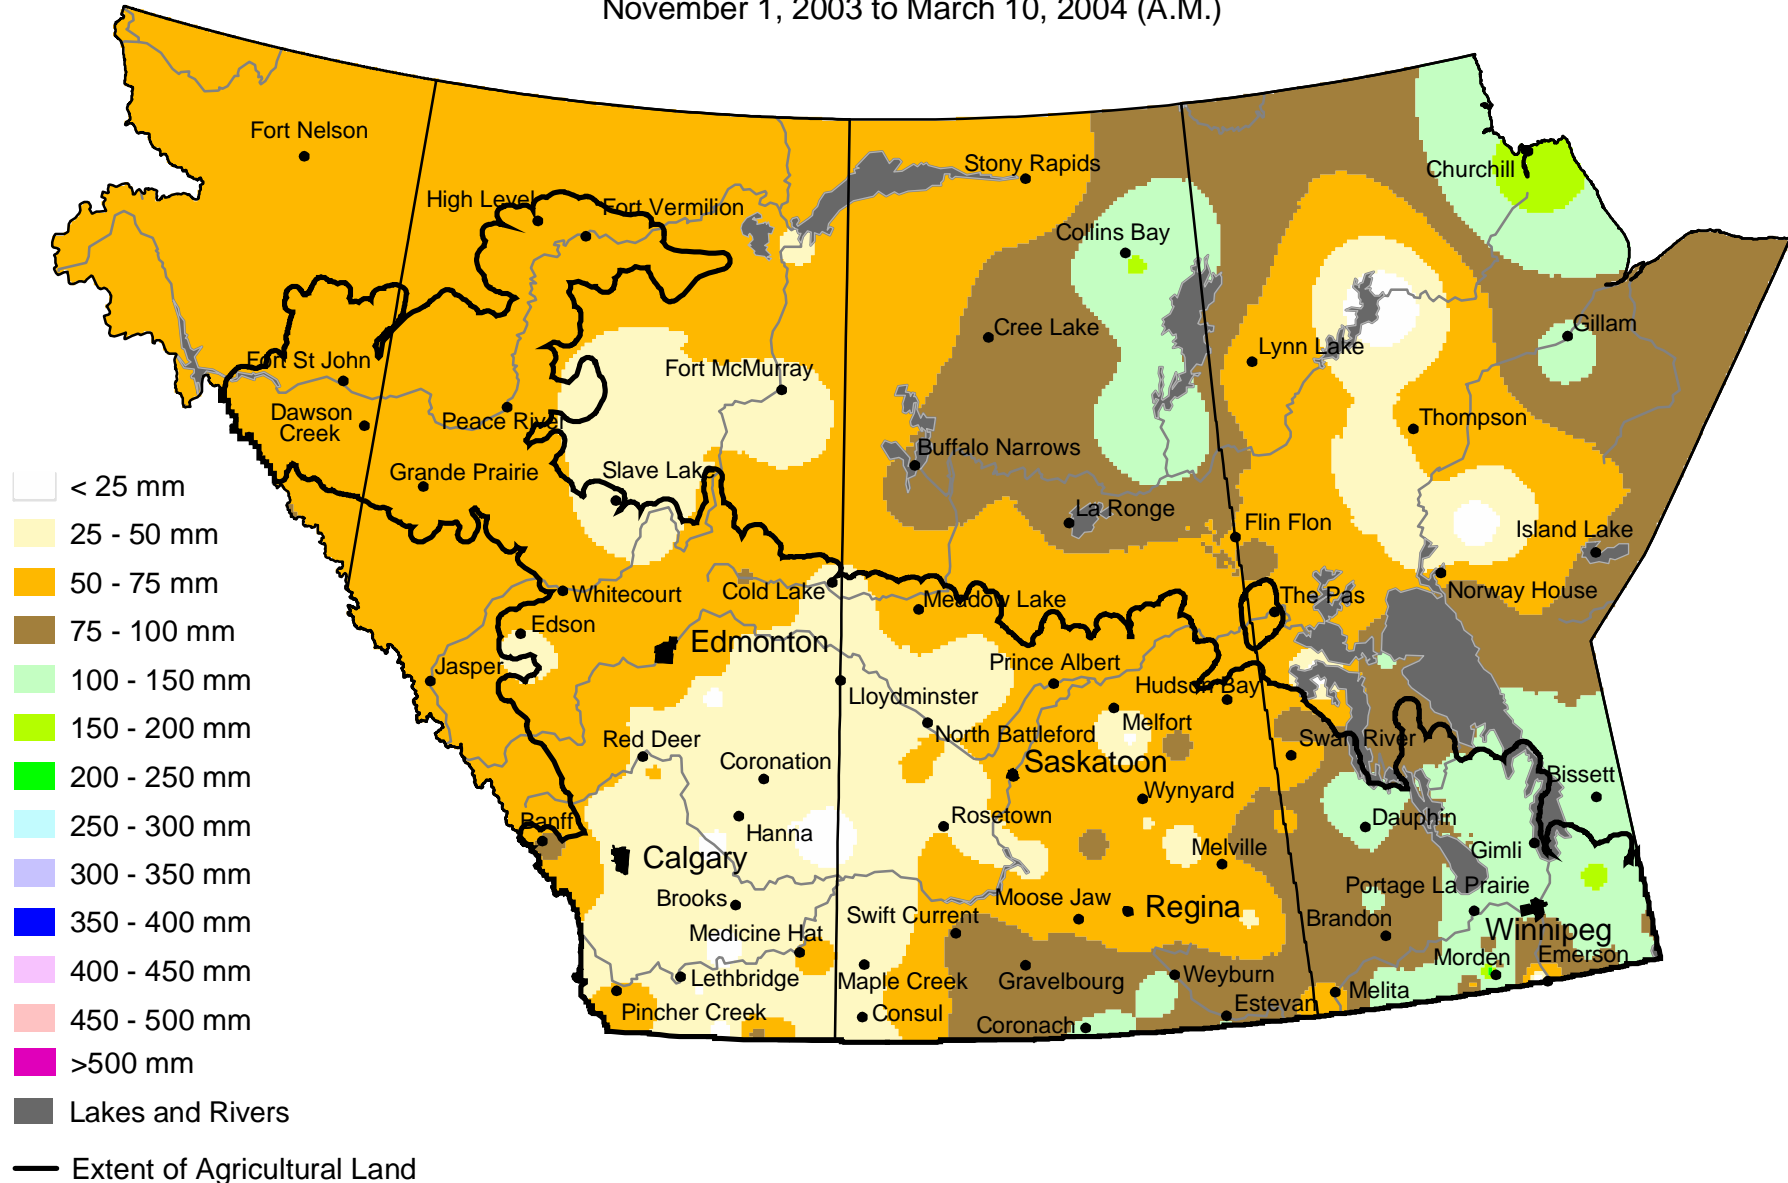 November 1, 2003 to March 10, 2004 (A.M.)
Fort Nelson
Stony Rapids
Churchill
High Level
Fort Vermilion
Collins Bay
Cree Lake
Gillam
Lynn Lake
Fort St John
Fort McMurray
Dawson
Creek
Peace River
Thompson
Buffalo Narrows
Grande Prairie
Slave Lake
La Ronge
Flin Flon
Island Lake
Whitecourt
Cold Lake
Meadow Lake
The Pas
Norway House
Edson
Edmonton
Jasper
Prince Albert
Hudson Bay
Lloydminster
Melfort
North Battleford
Swan River
Red Deer
Coronation
Saskatoon
Bissett
Wynyard
Banff
Hanna
Rosetown
Dauphin
Calgary
Melville
Gimli
Brooks
Portage La Prairie
Swift Current
Moose Jaw
Regina
Brandon
Medicine Hat
Winnipeg
Lethbridge
Maple Creek
Gravelbourg
Weyburn
Morden
Emerson
Pincher Creek
Consul
Coronach
Estevan
Melita
< 25 mm
25 - 50 mm
50 - 75 mm
75 - 100 mm
100 - 150 mm
150 - 200 mm
200 - 250 mm
250 - 300 mm
300 - 350 mm
350 - 400 mm
400 - 450 mm
450 - 500 mm
>500 mm
Lakes and Rivers
Extent of Agricultural Land